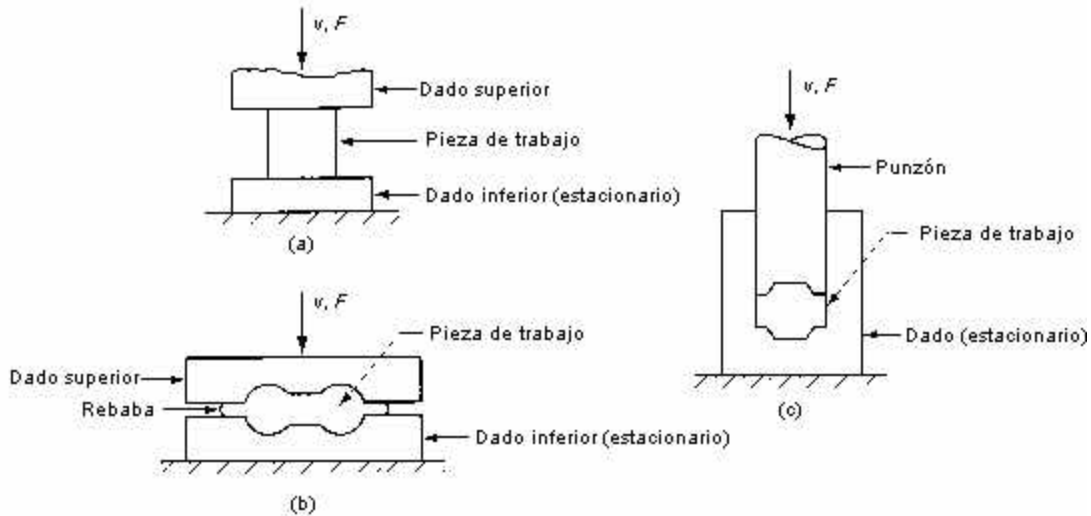 v, F
Dado superior
Pieza de trabajo
Dado inferior (estacionario)
(a)
v, F
Pieza de trabajo
Dado superior
Rebaba
Dado inferior (estacionario)
(b)
v, F
Punzón
Pieza de trabajo
Dado (estacionario)
(c)